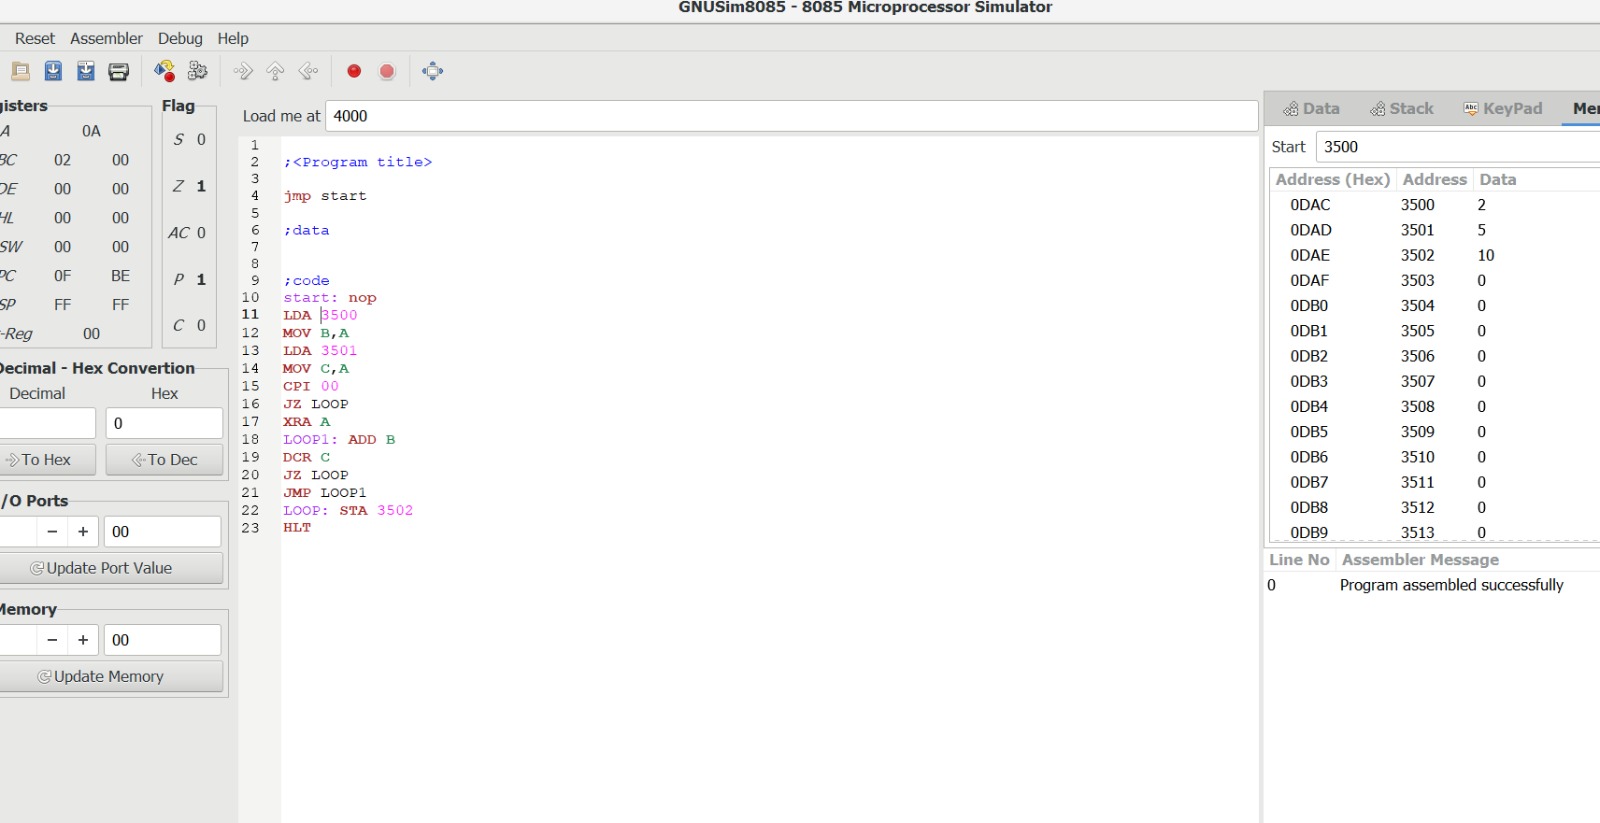 GNUSim8085 - 8085 Microprocessor Simulator
Reset Assembler Debug Help
isters
A 0A
BC 02 00
DE 00 00
HL 00 00
SW 00 00
PC 0F BE
SP FF FF
-Reg 00
Flag
S 0
Z 1
AC 0
P 1
C 0
Decimal - Hex Convertion
Decimal Hex
0
To Hex To Dec
/O Ports
− + 00
Update Port Value
Memory
− + 00
Update Memory
Load me at 4000
1
2 ;<Program title>
3
4 jmp start
5
6 ;data
7
8
9 ;code
10 start: nop
11 LDA 3500
12 MOV B,A
13 LDA 3501
14 MOV C,A
15 CPI 00
16 JZ LOOP
17 XRA A
18 LOOP1: ADD B
19 DCR C
20 JZ LOOP
21 JMP LOOP1
22 LOOP: STA 3502
23 HLT
Data Stack KeyPad Mer
Start 3500
Address (Hex) Address Data
0DAC 3500 2
0DAD 3501 5
0DAE 3502 10
0DAF 3503 0
0DB0 3504 0
0DB1 3505 0
0DB2 3506 0
0DB3 3507 0
0DB4 3508 0
0DB5 3509 0
0DB6 3510 0
0DB7 3511 0
0DB8 3512 0
0DB9 3513 0
Line No Assembler Message
0 Program assembled successfully